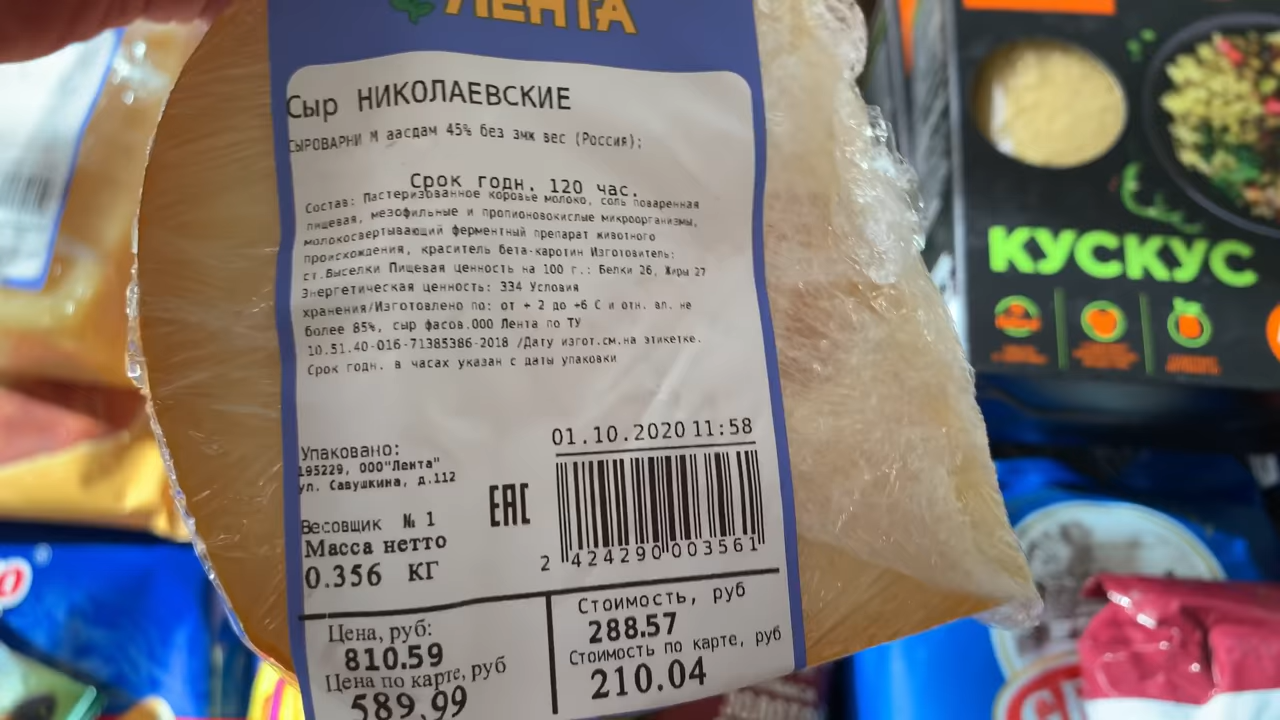 ЛЕНТА
Сыр НИКОЛАЕВСКИЕ
СЫРОВАРНИ М аасдам 45% без змж вес (Россия);
Срок годн. 120 час.
Состав: Пастеризованное коровье молоко, соль поваренная
пищевая, мезофильные и пропионовокислые микроорганизмы,
молокосвертывающий ферментный препарат животного
происхождения, краситель бета-каротин Изготовитель:
ст.Выселки Пищевая ценность на 100 г.: Белки 26, Жиры 27
Энергетическая ценность: 334 Условия
хранения/Изготовлено по: от + 2 до +6 С и отн. вл. не
более 85%, сыр фасов.ООО Лента по ТУ
10.51.40-016-71385386-2018 /Дату изгот.см.на этикетке.
Срок годн. в часах указан с даты упаковки
Упаковано:
195229, ООО"Лента"
ул. Савушкина, д.112
01.10.2020 11:58
ЕАС
2 424290 003561
Весовщик № 1
Масса нетто
0.356 КГ
Цена, руб:
810.59
Цена по карте, руб
589,99
Стоимость, руб
288.57
Стоимость по карте, руб
210.04
КУСКУС